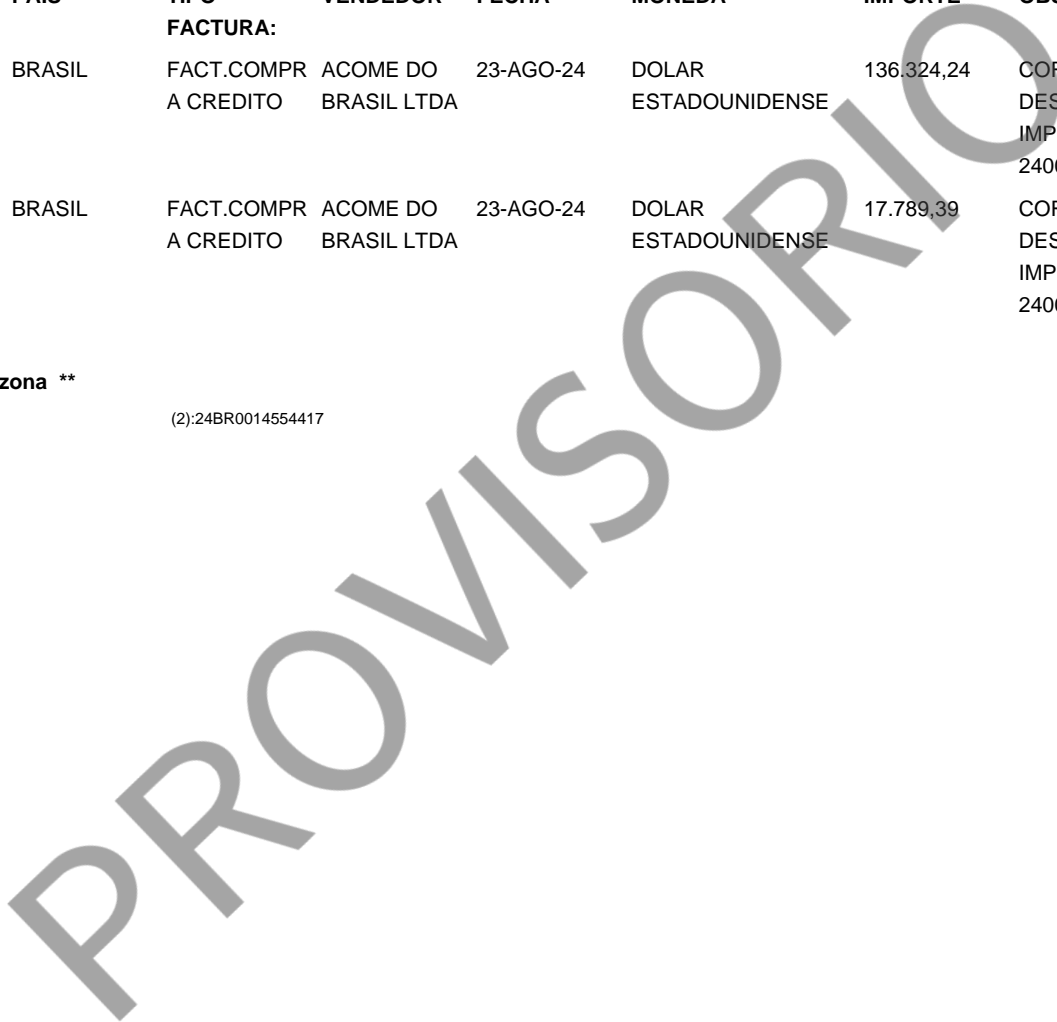 FACTURA:
BRASIL FACT.COMPR ACOME DO 23-AGO-24 DOLAR 136.324,24
A CREDITO BRASIL LTDA ESTADOUNIDENSE
BRASIL FACT.COMPR ACOME DO 23-AGO-24 DOLAR 17.789,39
A CREDITO BRASIL LTDA ESTADOUNIDENSE
zona **
(2):24BR0014554417
PROVISORIO